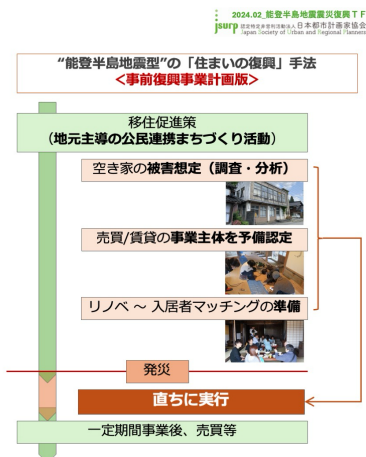 2024.02_能登半島地震震災復興ＴＦ
jsurp 認定特定非営利活動法人 日本都市計画家協会
Japan Society of Urban and Regional Planners
“能登半島地震型”の「住まいの復興」手法
＜事前復興事業計画版＞
移住促進策
（地元主導の公民連携まちづくり活動）
空き家の被害想定（調査・分析）
売買/賃貸の事業主体を予備認定
リノベ ～ 入居者マッチングの準備
発災
直ちに実行
一定期間事業後、売買等